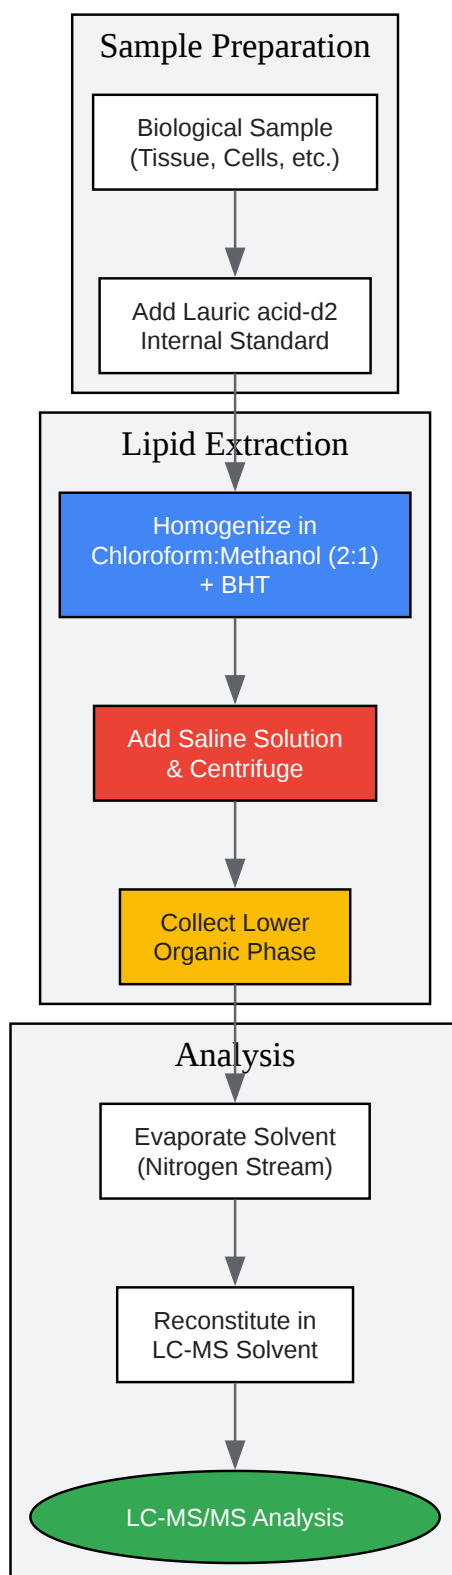 Sample Preparation
Biological Sample
(Tissue, Cells, etc.)
Add Lauric acid-d2
Internal Standard
Lipid Extraction
Homogenize in
Chloroform:Methanol (2:1)
+ BHT
Add Saline Solution
& Centrifuge
Collect Lower
Organic Phase
Analysis
Evaporate Solvent
(Nitrogen Stream)
Reconstitute in
LC-MS Solvent
LC-MS/MS Analysis